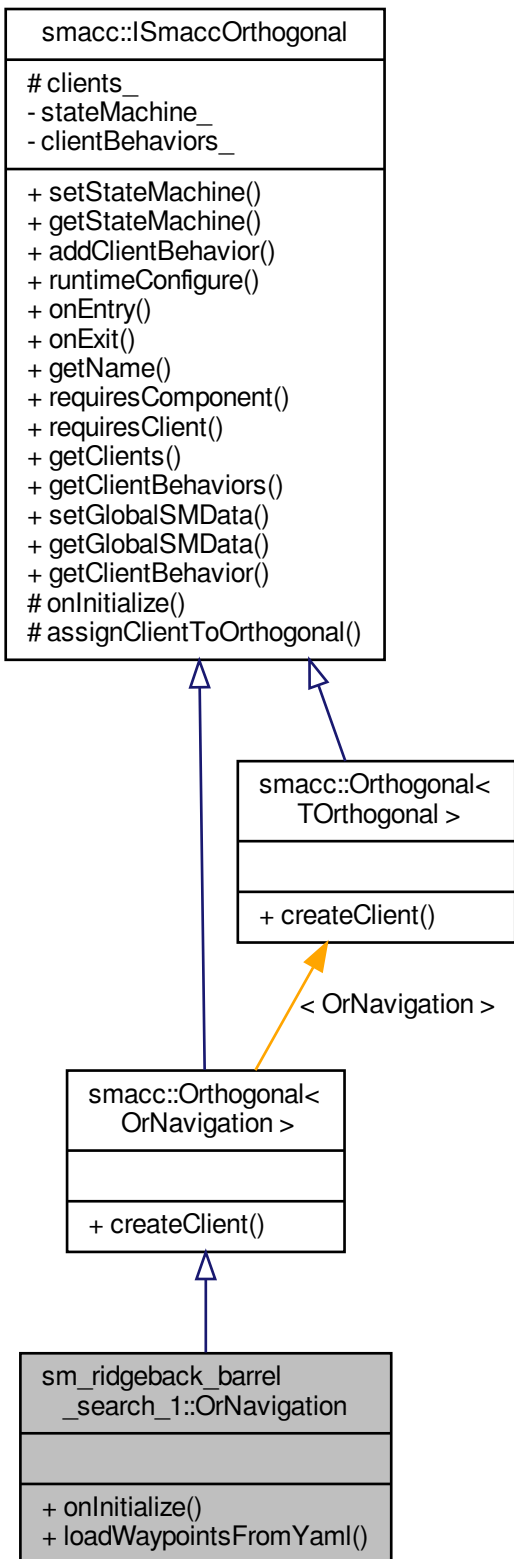 smacc::ISmaccOrthogonal
# clients_
- stateMachine_
- clientBehaviors_
+ setStateMachine()
+ getStateMachine()
+ addClientBehavior()
+ runtimeConfigure()
+ onEntry()
+ onExit()
+ getName()
+ requiresComponent()
+ requiresClient()
+ getClients()
+ getClientBehaviors()
+ setGlobalSMData()
+ getGlobalSMData()
+ getClientBehavior()
# onInitialize()
# assignClientToOrthogonal()
smacc::Orthogonal<
TOrthogonal >
+ createClient()
< OrNavigation >
smacc::Orthogonal<
OrNavigation >
+ createClient()
sm_ridgeback_barrel
_search_1::OrNavigation
+ onInitialize()
+ loadWaypointsFromYaml()